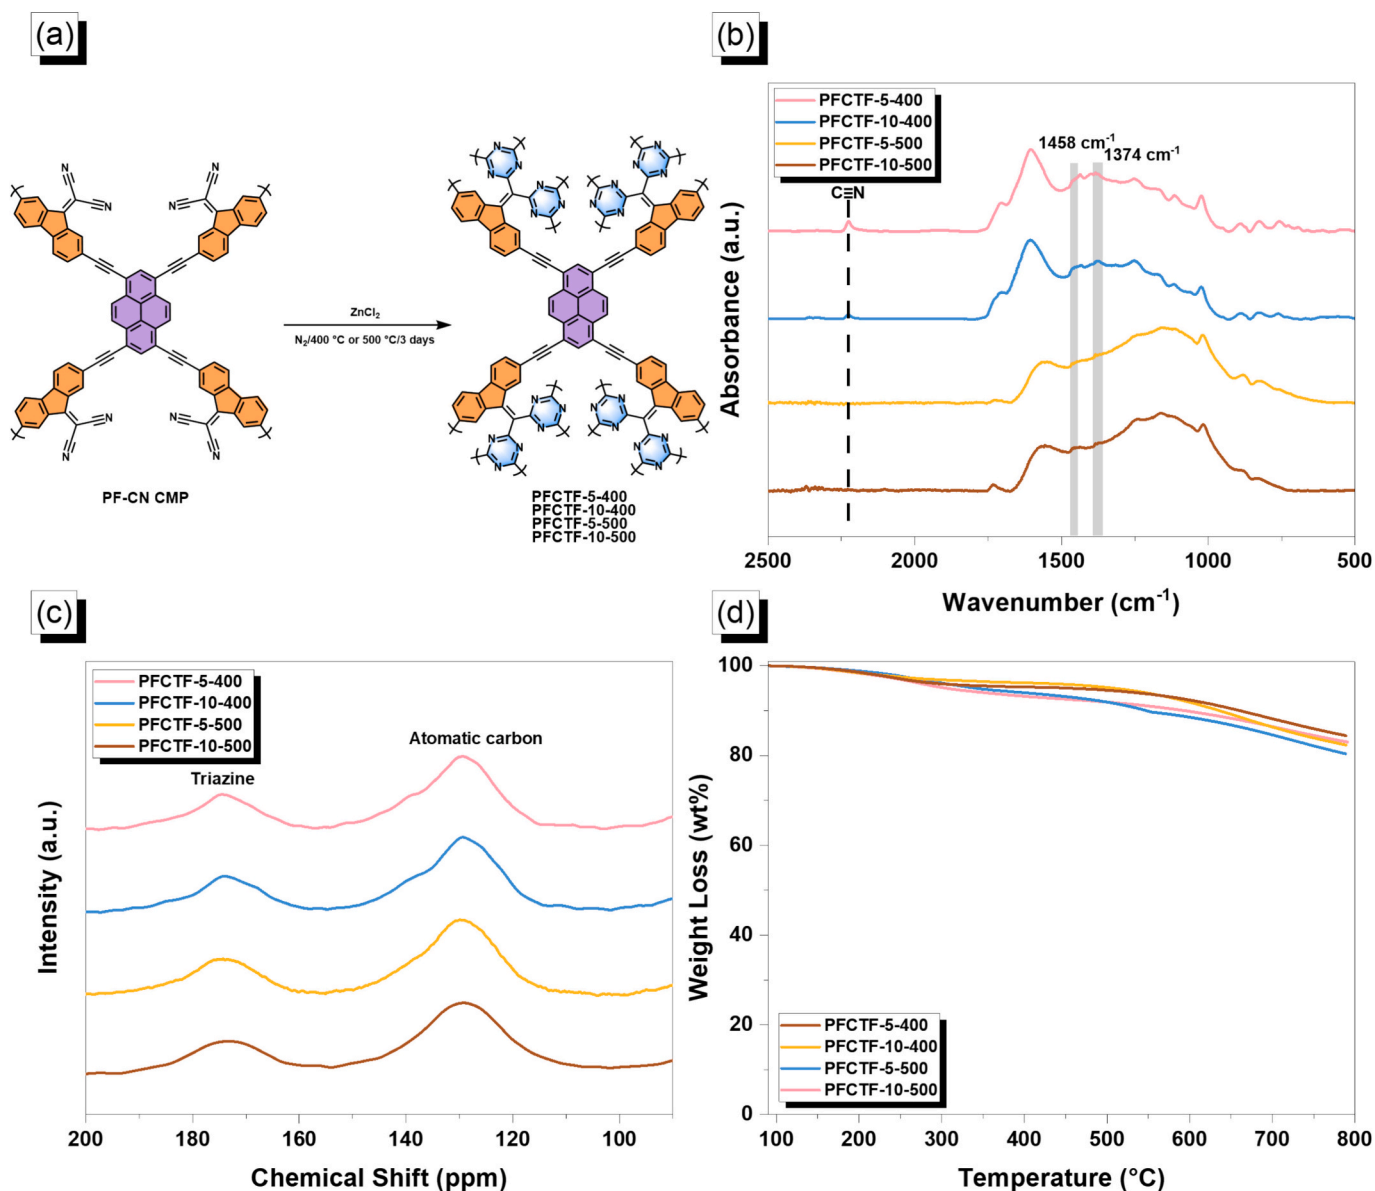 (a)
N N N N
N N N N
PF-CN CMP
ZnCl2
N2/400 °C or 500 °C/3 days
PFCTF-5-400
PFCTF-10-400
PFCTF-5-500
PFCTF-10-500
(b)
PFCTF-5-400
PFCTF-10-400
PFCTF-5-500
PFCTF-10-500
1458 cm-1
1374 cm-1
C≡N
Absorbance (a.u.)
2500 2000 1500 1000 500
Wavenumber (cm-1)
(c)
PFCTF-5-400
PFCTF-10-400
PFCTF-5-500
PFCTF-10-500
Atomatic carbon
Triazine
Intensity (a.u.)
200 180 160 140 120 100
Chemical Shift (ppm)
(d)
100
80
60
40
20
0
Weight Loss (wt%)
PFCTF-5-400
PFCTF-10-400
PFCTF-5-500
PFCTF-10-500
100 200 300 400 500 600 700 800
Temperature (°C)